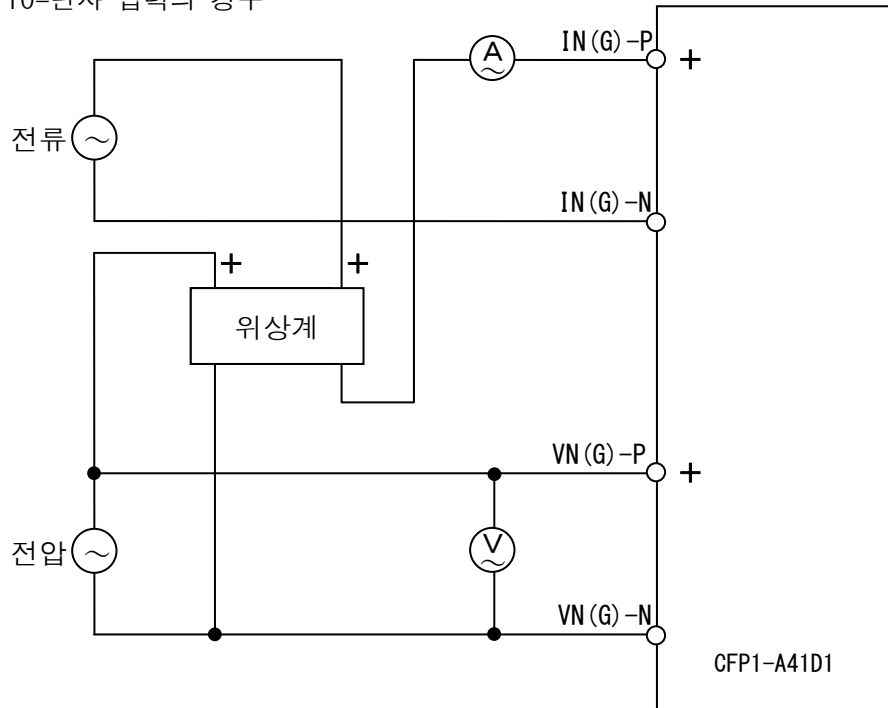 A
IN(G)-P
+
전류
IN(G)-N
+
+
위상계
VN(G)-P
+
전압
V
VN(G)-N
CFP1-A41D1